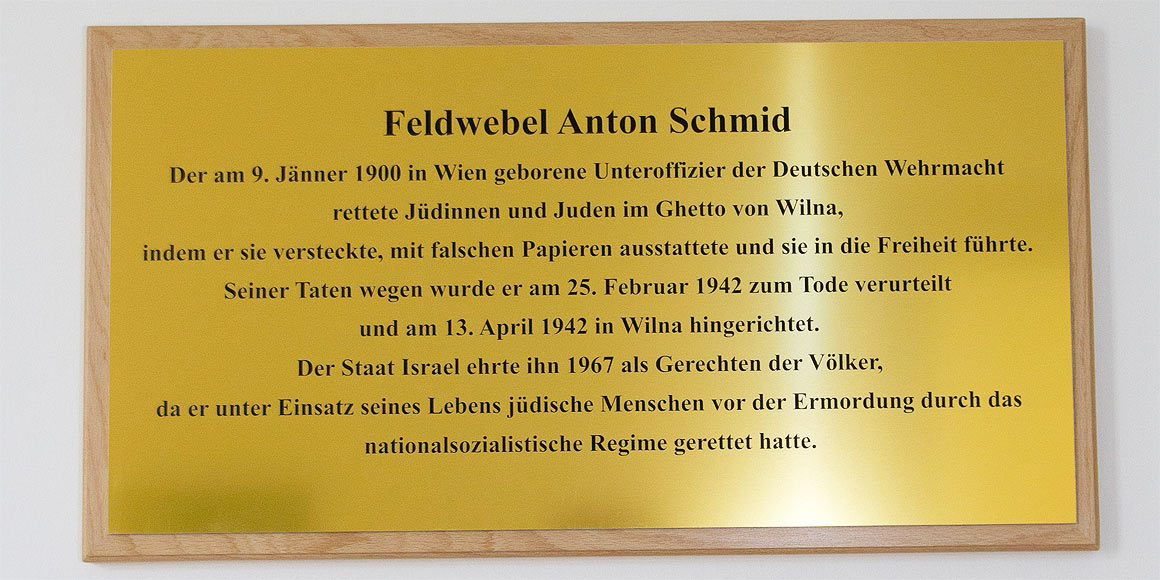 Feldwebel Anton Schmid
Der am 9. Jänner 1900 in Wien geborene Unteroffizier der Deutschen Wehrmacht
rettete Jüdinnen und Juden im Ghetto von Wilna,
indem er sie versteckte, mit falschen Papieren ausstattete und sie in die Freiheit führte.
Seiner Taten wegen wurde er am 25. Februar 1942 zum Tode verurteilt
und am 13. April 1942 in Wilna hingerichtet.
Der Staat Israel ehrte ihn 1967 als Gerechten der Völker,
da er unter Einsatz seines Lebens jüdische Menschen vor der Ermordung durch das
nationalsozialistische Regime gerettet hatte.